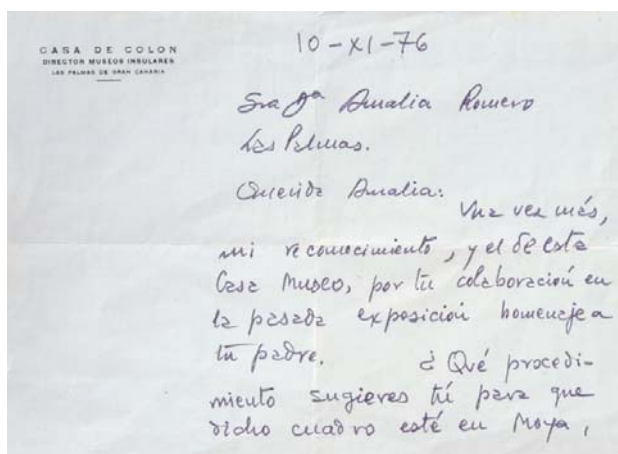 CASA DE COLON
DIRECTOR MUSEOS INSULARES
LAS PALMAS DE GRAN CANARIA
10-XI-76
Sra Dª Amalia Romero
Las Palmas.
Querida Amalia:
Una vez más,
mi reconocimiento, y el de esta
Casa Museo, por tu colaboración en
la pasada exposición homenaje a
tu padre. ¿Qué procedi-
miento sugieres tú para que
dicho cuadro esté en Moya,